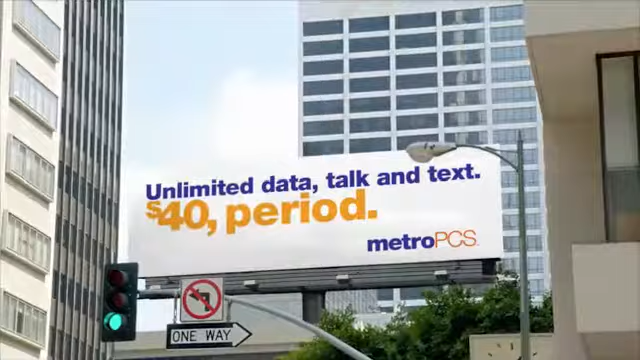 Unlimited data, talk and text.
$40, period.
metroPCS
ONE WAY